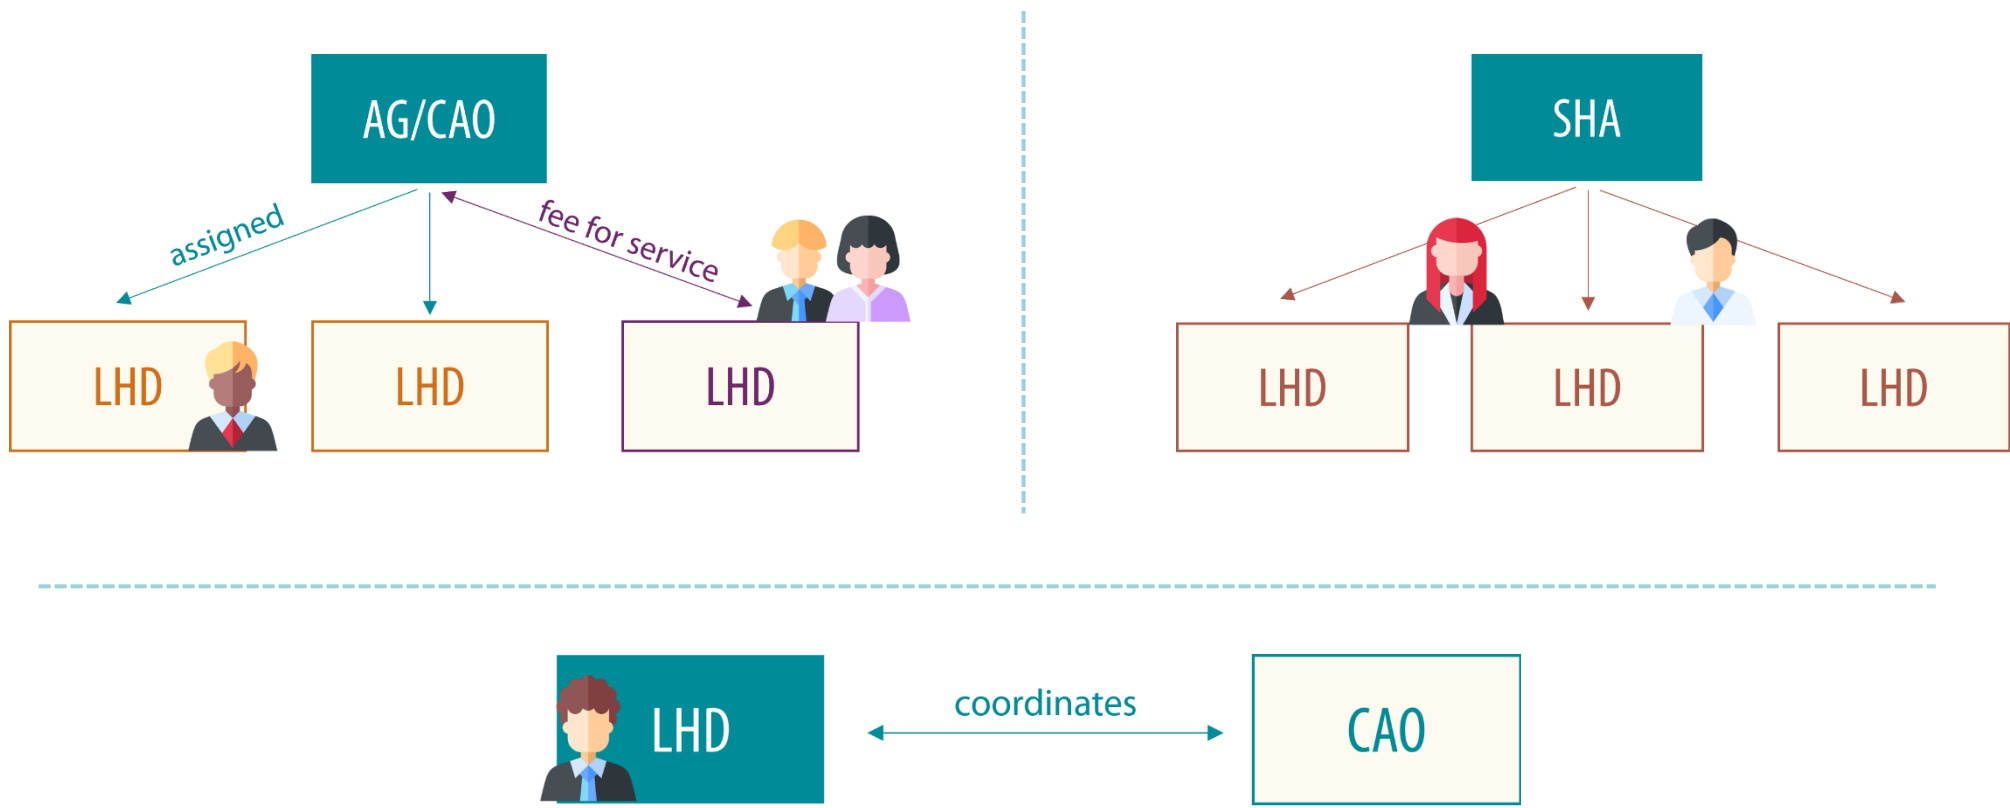 AG/CAO
assigned
fee for service
LHD
LHD
LHD
SHA
LHD
LHD
LHD
LHD
coordinates
CAO